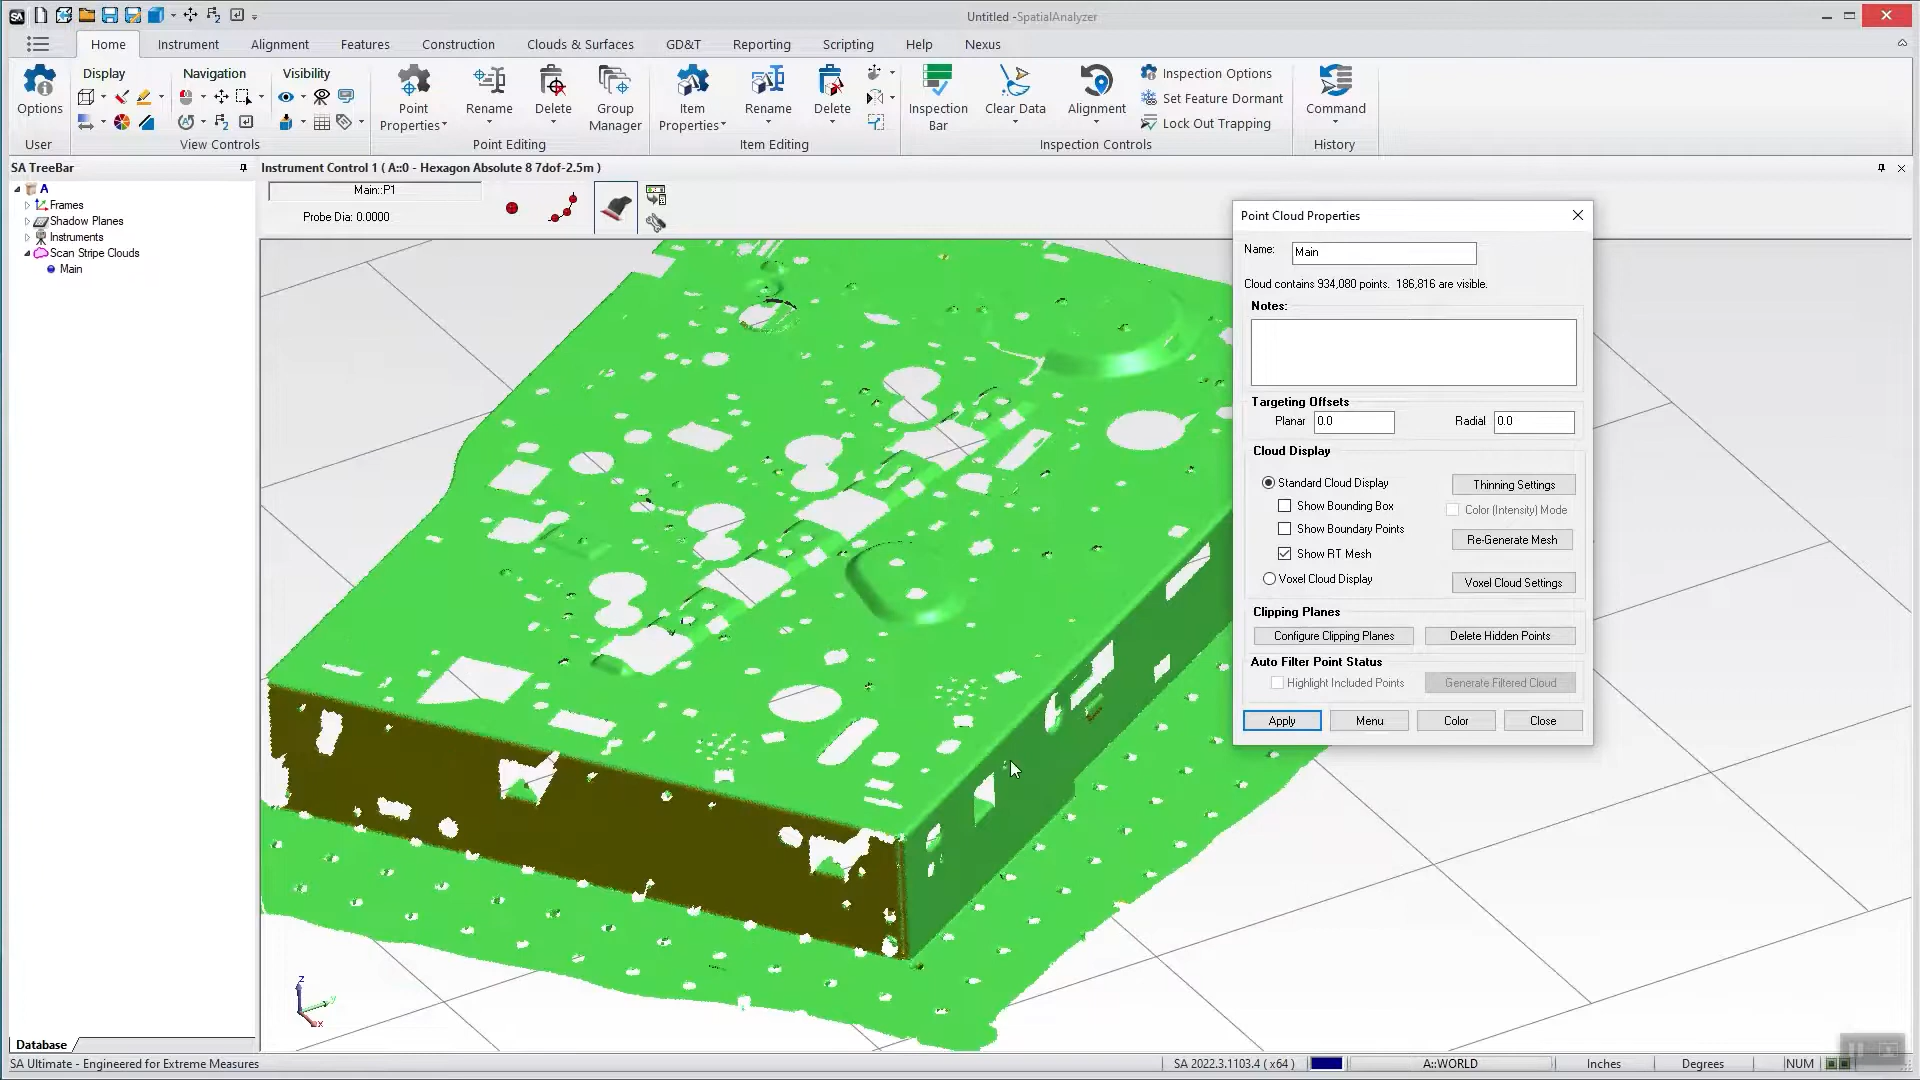 SA
Untitled -SpatialAnalyzer
Home Instrument Alignment Features Construction Clouds & Surfaces GD&T Reporting Scripting Help Nexus
Options
User
Display Navigation Visibility
View Controls
Point Properties
Rename
Delete
Group Manager
Point Editing
Item Properties
Rename
Delete
Item Editing
Inspection Bar
Clear Data
Alignment
Inspection Options
Set Feature Dormant
Lock Out Trapping
Inspection Controls
Command
History
SA TreeBar
A
Frames
Shadow Planes
Instruments
Scan Stripe Clouds
Main
Instrument Control 1 ( A::0 - Hexagon Absolute 8 7dof-2.5m )
Main::P1
Probe Dia: 0.0000
Point Cloud Properties
Name: Main
Cloud contains 934,080 points. 186,816 are visible.
Notes:
Targeting Offsets
Planar 0.0 Radial 0.0
Cloud Display
Standard Cloud Display Thinning Settings
Show Bounding Box Color (Intensity) Mode
Show Boundary Points
Re-Generate Mesh
Show RT Mesh
Voxel Cloud Display Voxel Cloud Settings
Clipping Planes
Configure Clipping Planes Delete Hidden Points
Auto Filter Point Status
Highlight Included Points Generate Filtered Cloud
Apply Menu Color Close
Z
Y
X
Database
SA Ultimate - Engineered for Extreme Measures SA 2022.3.1103.4 ( x64 ) A::WORLD Inches Degrees NUM